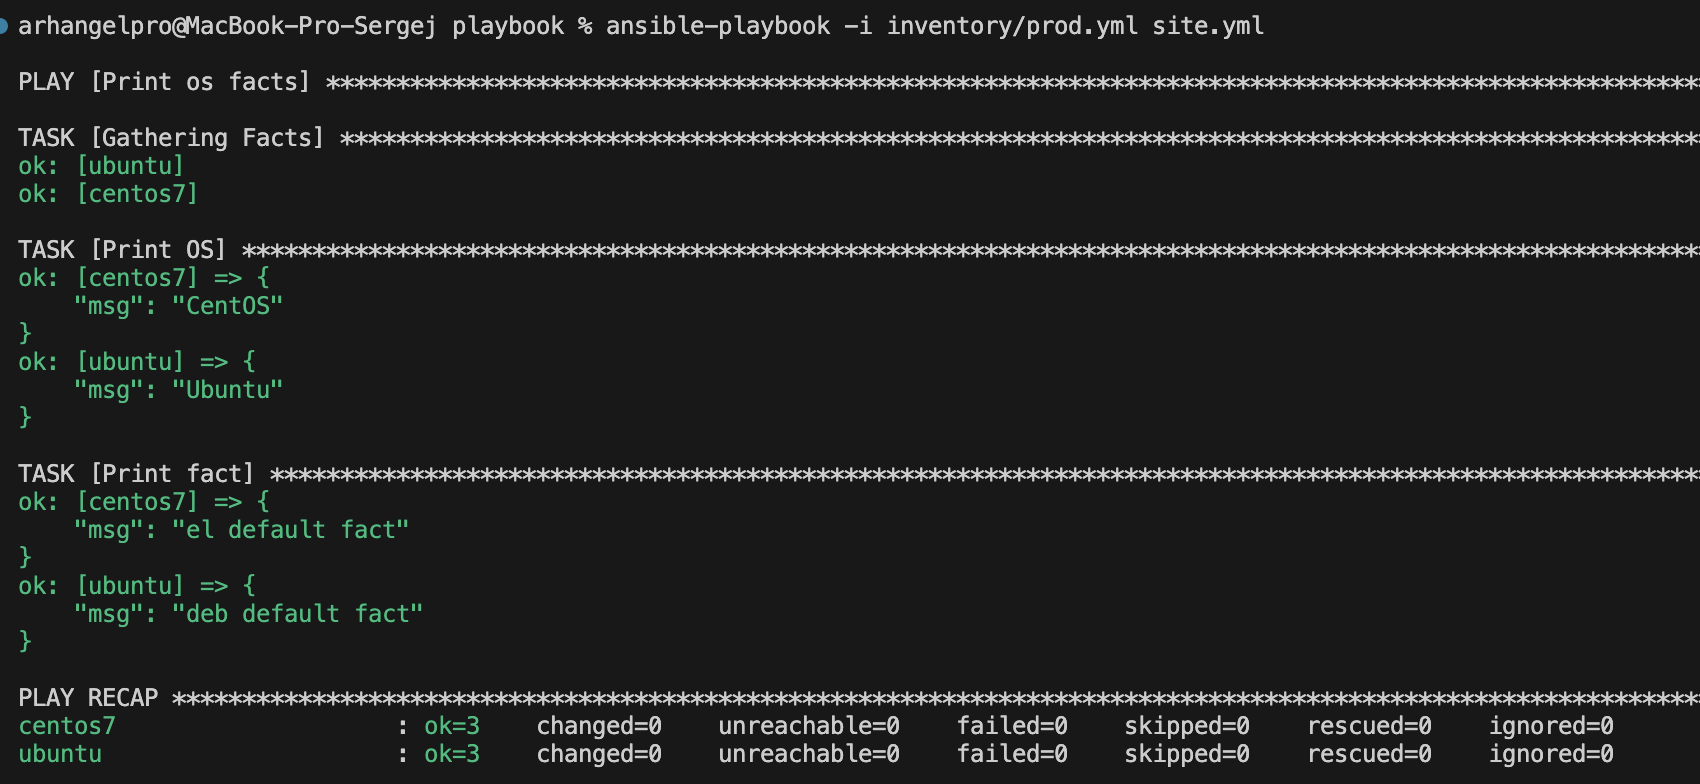 arhangelpro@MacBook-Pro-Sergej playbook % ansible-playbook -i inventory/prod.yml site.yml
PLAY [Print os facts] **************************************************************************************************
TASK [Gathering Facts] *************************************************************************************************
ok: [ubuntu]
ok: [centos7]
TASK [Print OS] ********************************************************************************************************
ok: [centos7] => {
    "msg": "CentOS"
}
ok: [ubuntu] => {
    "msg": "Ubuntu"
}
TASK [Print fact] ******************************************************************************************************
ok: [centos7] => {
    "msg": "el default fact"
}
ok: [ubuntu] => {
    "msg": "deb default fact"
}
PLAY RECAP *************************************************************************************************************
centos7                    : ok=3    changed=0    unreachable=0    failed=0    skipped=0    rescued=0    ignored=0
ubuntu                     : ok=3    changed=0    unreachable=0    failed=0    skipped=0    rescued=0    ignored=0